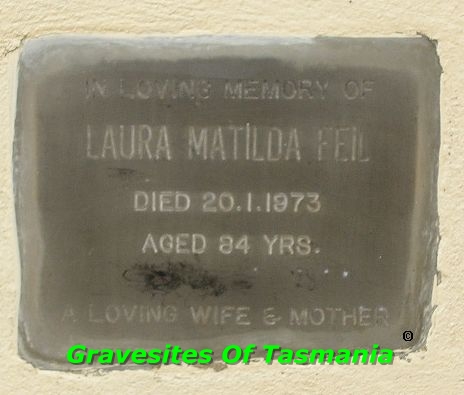 IN LOVING MEMORY OF
LAURA MATILDA FEIL
DIED 20.1.1973
AGED 84 YRS.
A LOVING WIFE & MOTHER
©
Gravesites Of Tasmania